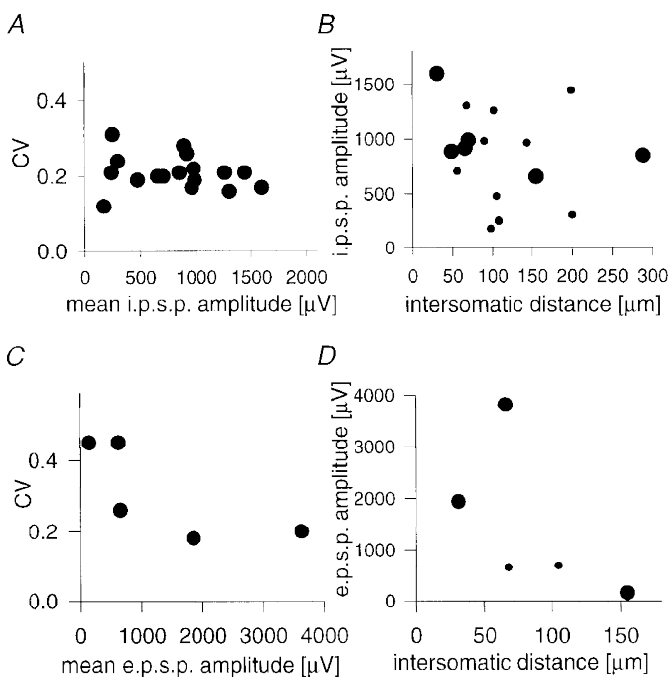 A
CV
0.4
0.2
0.0
0 500 1000 1500 2000
mean i.p.s.p. amplitude [μV]
B
i.p.s.p. amplitude [μV]
1500
1000
500
0
0 50 100 150 200 250 300
intersomatic distance [μm]
C
CV
0.4
0.2
0.0
0 1000 2000 3000 4000
mean e.p.s.p. amplitude [μV]
D
e.p.s.p. amplitude [μV]
4000
3000
2000
1000
0
0 50 100 150
intersomatic distance [μm]